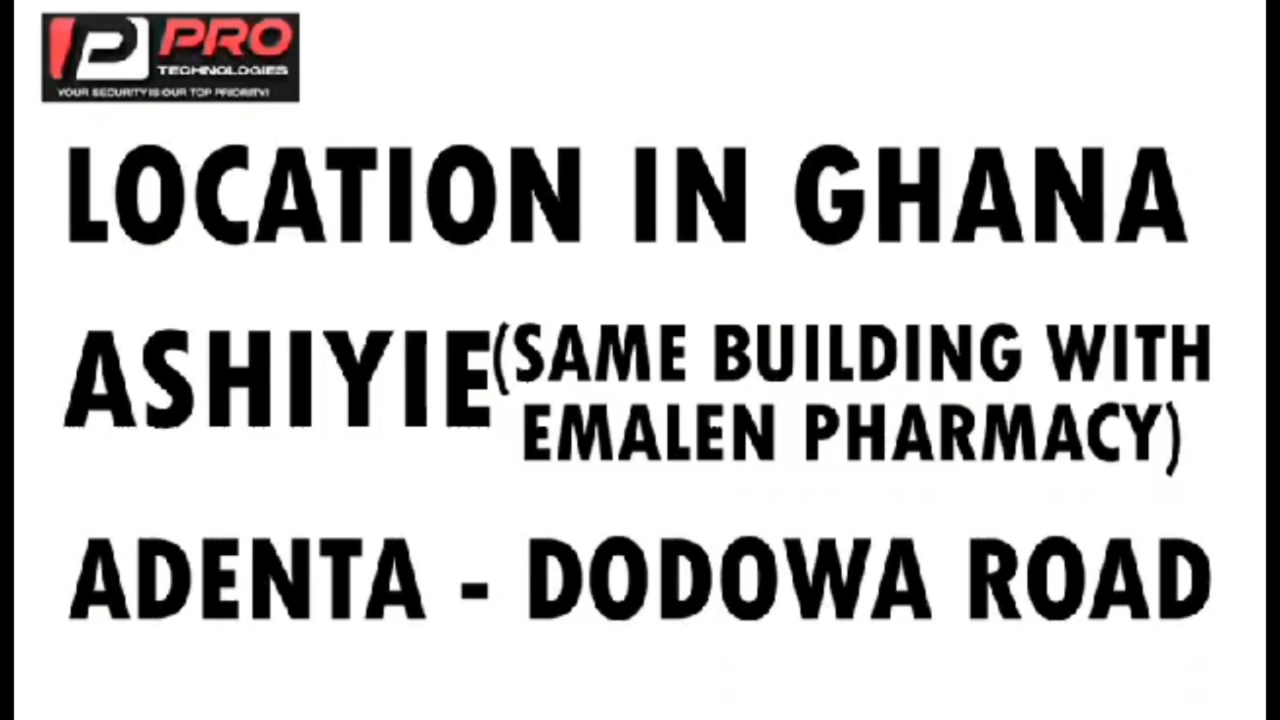 PRO
TECHNOLOGIES
YOUR SECURITY IS OUR TOP PRIORITY!
LOCATION IN GHANA
ASHIYIE (SAME BUILDING WITH
EMALEN PHARMACY)
ADENTA - DODOWA ROAD